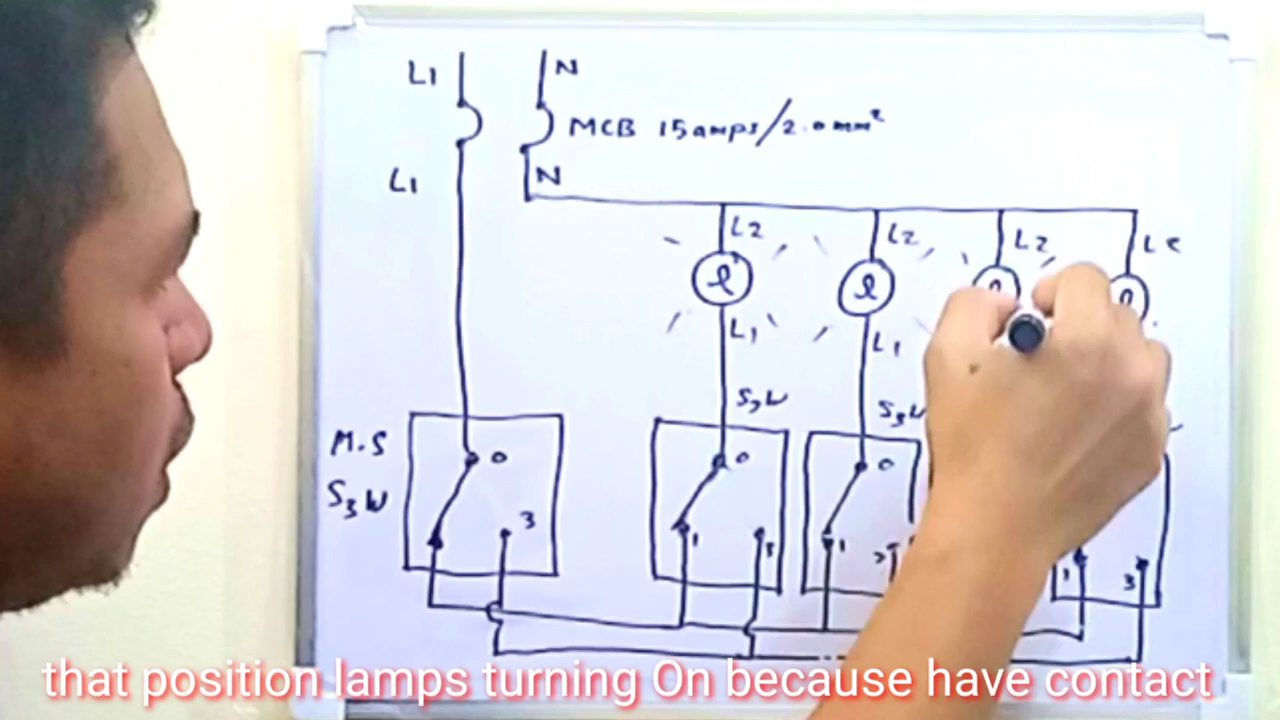 L1 N
MCB 15amps/2.0mm²
L1 N
L2 L2 L2 L2
L1 L1
S3W S3W
M.S
S3W
0 0 0
3
1 1 1 3
that position lamps turning On because have contact